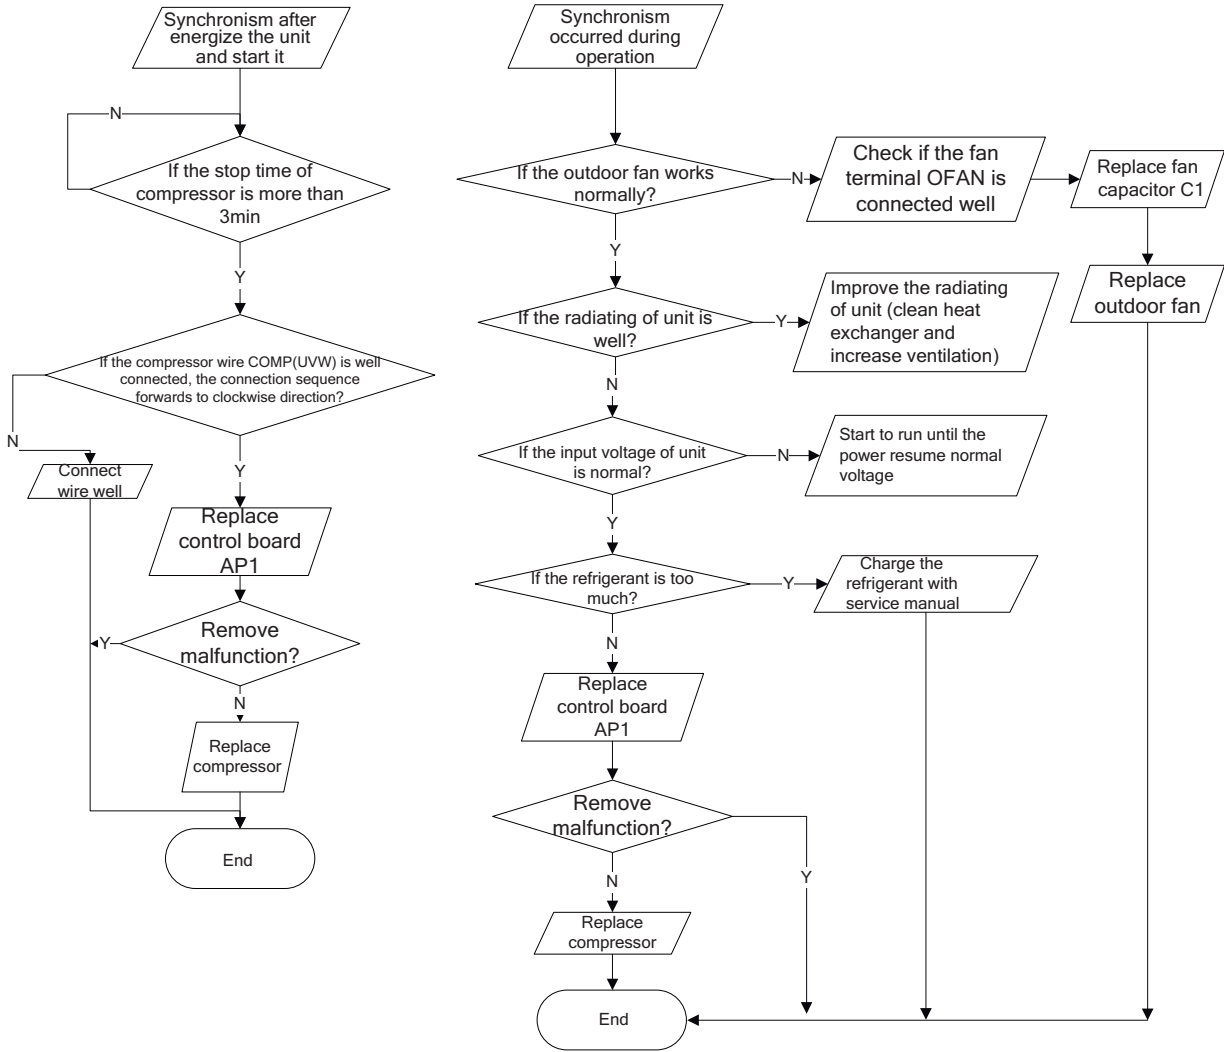 Synchronism after
energize the unit
and start it
N
If the stop time of
compressor is more than
3min
Y
If the compressor wire COMP(UVW) is well
connected, the connection sequence
forwards to clockwise direction?
N
Connect
wire well
Y
Replace
control board
AP1
Remove
malfunction?
Y
N
Replace
compressor
End
Synchronism
occurred during
operation
If the outdoor fan works
normally?
N
Check if the fan
terminal OFAN is
connected well
Replace fan
capacitor C1
Replace
outdoor fan
Y
If the radiating of unit is
well?
Y
Improve the radiating
of unit (clean heat
exchanger and
increase ventilation)
N
If the input voltage of unit
is normal?
N
Start to run until the
power resume normal
voltage
Y
If the refrigerant is too
much?
Y
Charge the
refrigerant with
service manual
N
Replace
control board
AP1
Remove
malfunction?
Y
N
Replace
compressor
End